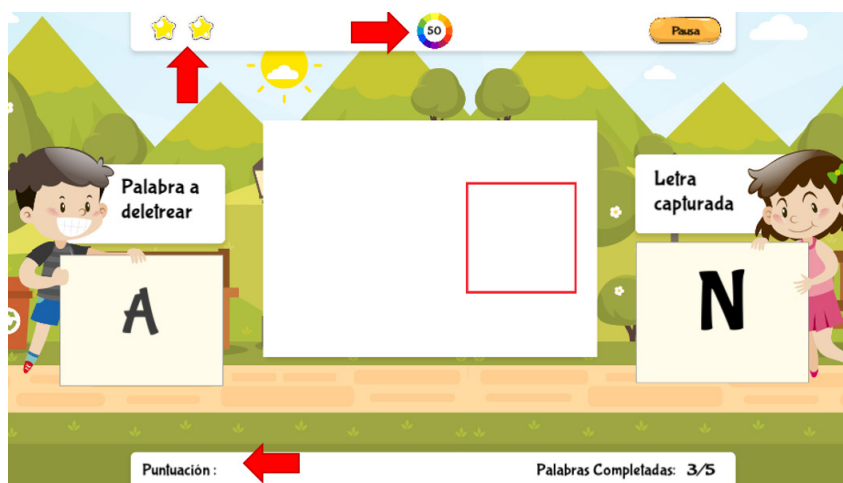 50
Pausa
Palabra a
deletrear
Letra
capturada
A
N
Puntuación :
Palabras Completadas: 3/5